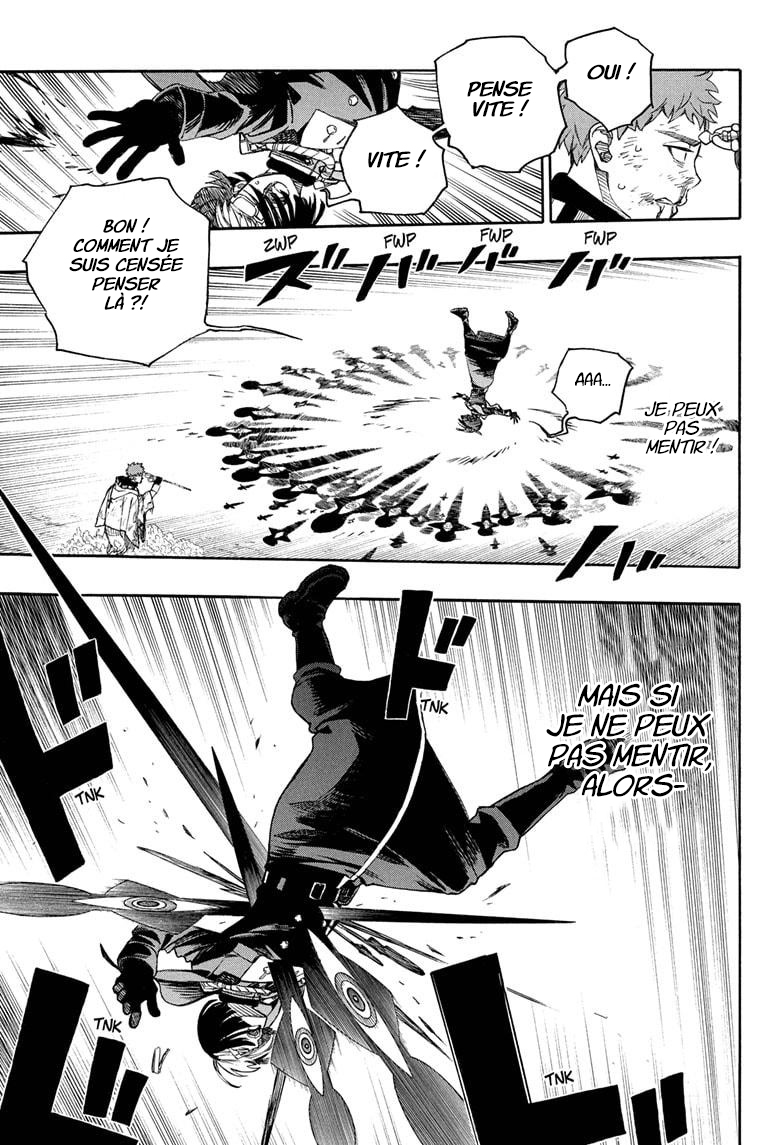 OUI !
PENSE
VITE !
VITE !
BON !
COMMENT JE
SUIS CENSÉE
PENSER
LÀ ?!
ZWP
FWP
FWP
FWP
ズババババ
AAA...
JE PEUX
PAS
MENTIR !
MAIS SI
JE NE PEUX
PAS MENTIR,
ALORS-
ド
TNK
ド
TNK
ド
TNK
ド
TNK